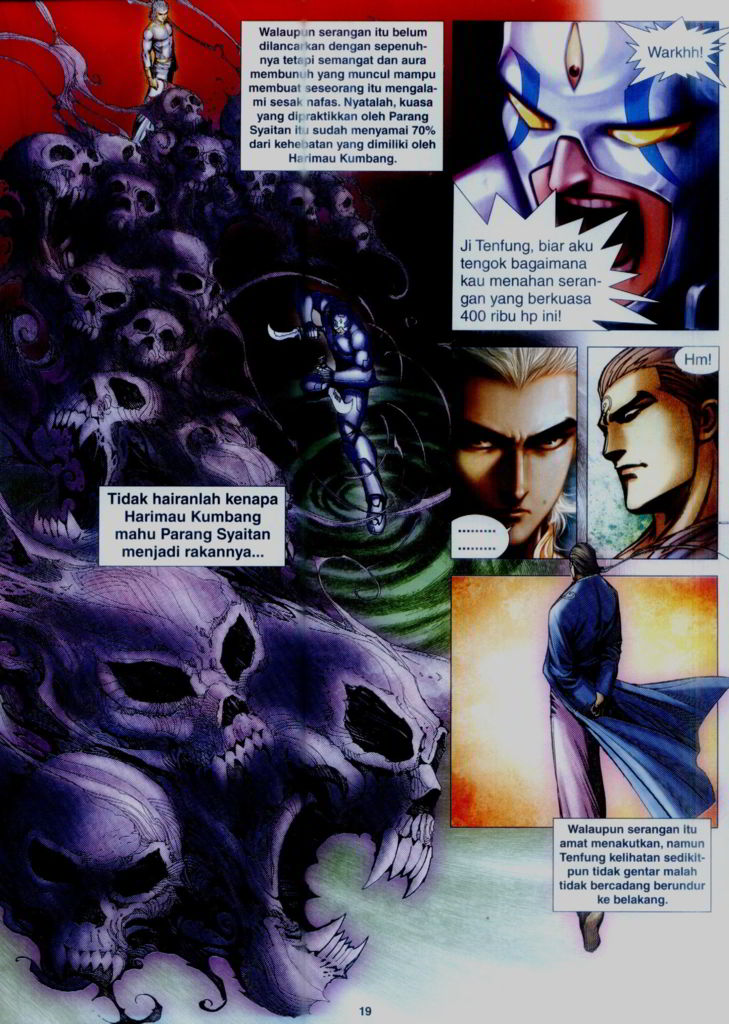 Walaupun serangan itu belum
dilancarkan dengan sepenuh-
nya tetapi semangat dan aura
membunuh yang muncul mampu
membuat seseorang itu mengala-
mi sesak nafas. Nyatalah, kuasa
yang dipraktikkan oleh Parang
Syaitan itu sudah menyamai 70%
dari kehebatan yang dimiliki oleh
Harimau Kumbang.
Warkhh!
Ji Tenfung, biar aku
tengok bagaimana
kau menahan seran-
gan yang berkuasa
400 ribu hp ini!
Hm!
.........
.........
Tidak hairanlah kenapa
Harimau Kumbang
mahu Parang Syaitan
menjadi rakannya...
Walaupun serangan itu
amat menakutkan, namun
Tenfung kelihatan sedikit-
pun tidak gentar malah
tidak bercadang berundur
ke belakang.
19